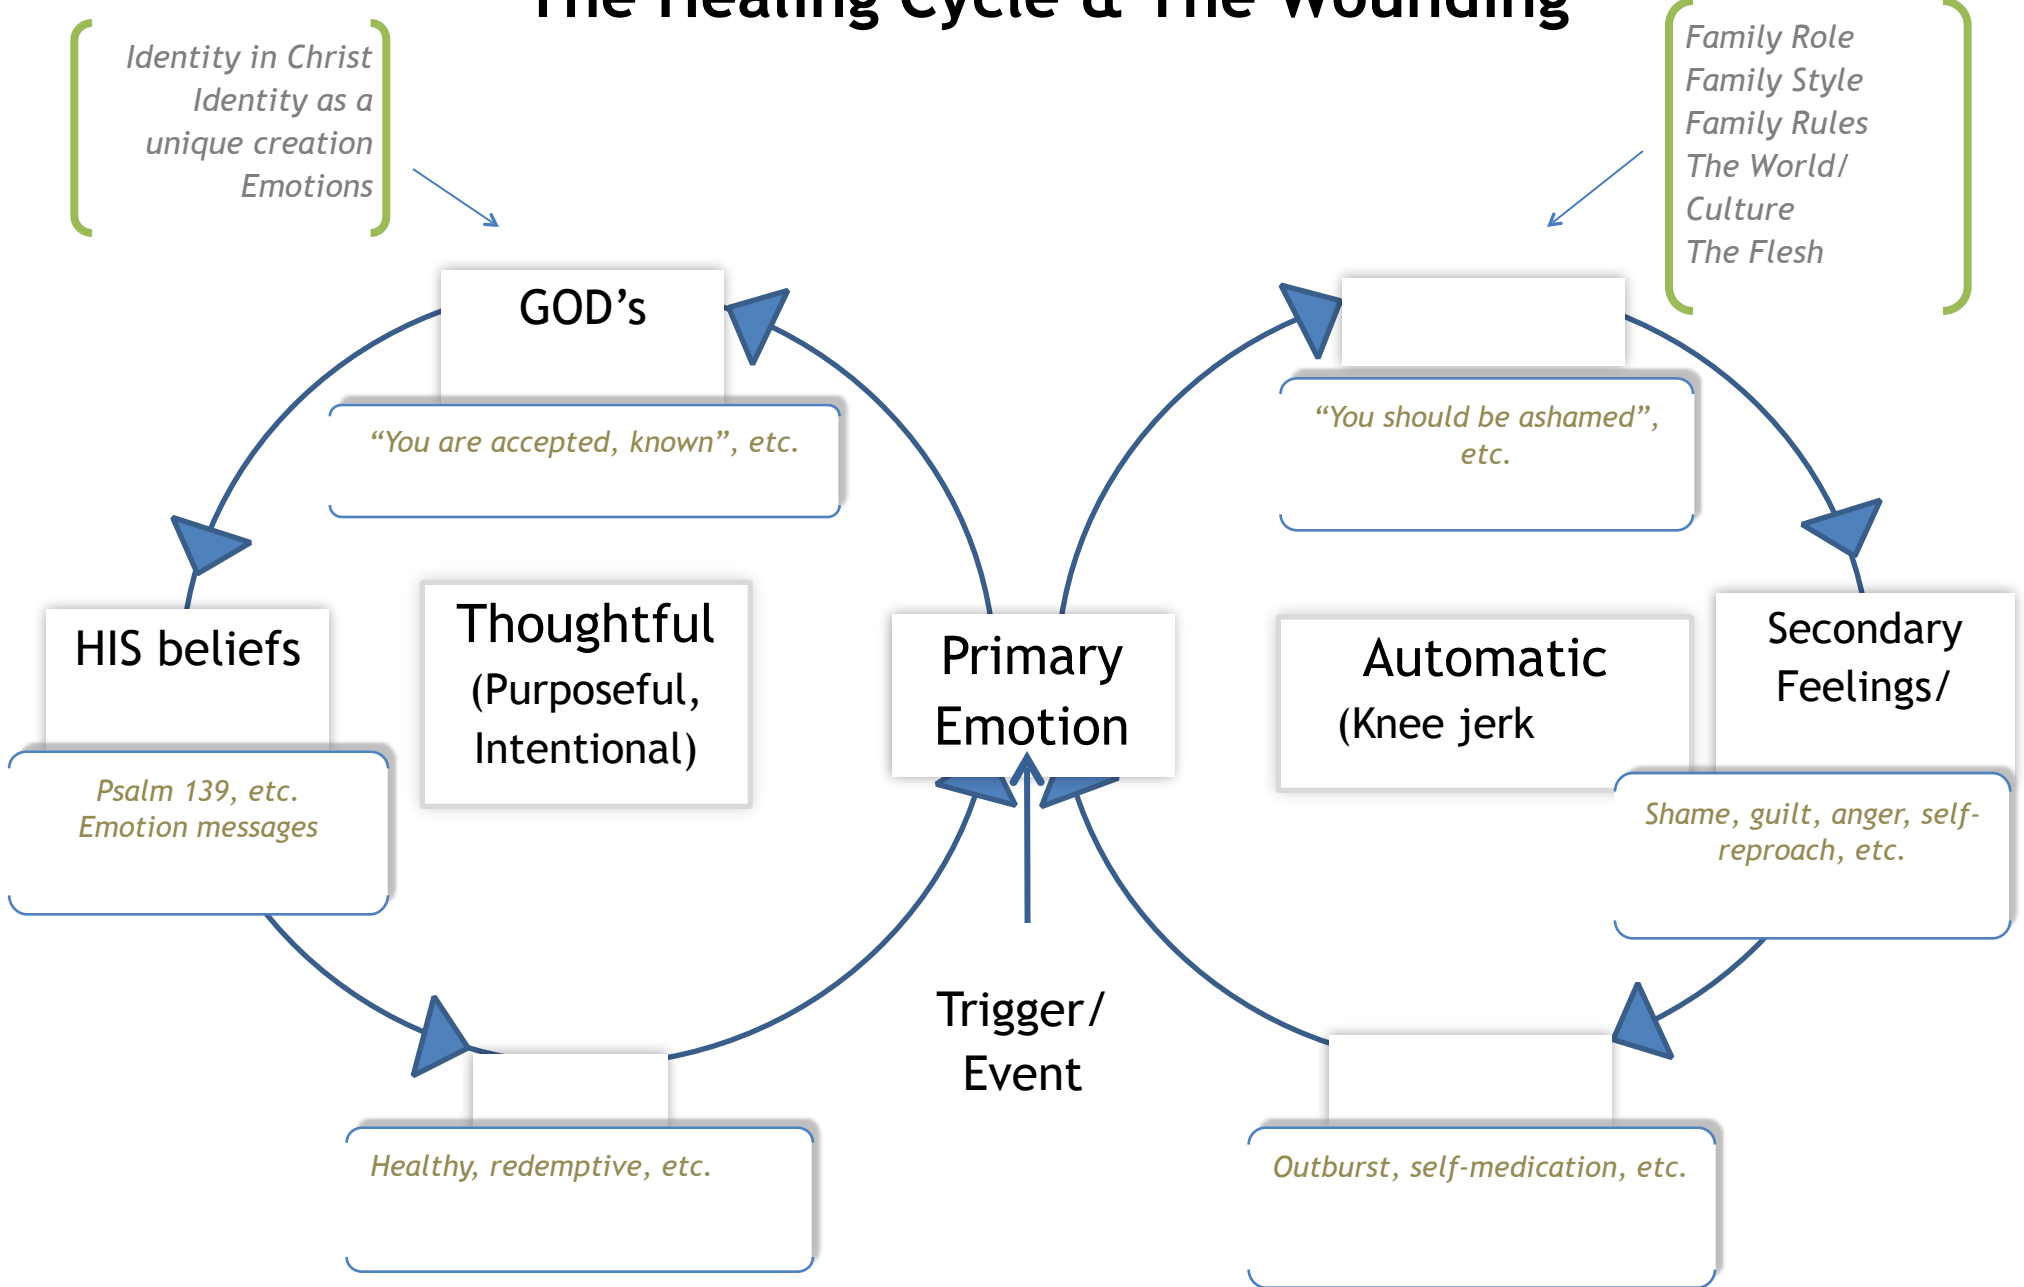 The Healing Cycle & The Wounding
Identity in Christ
Identity as a
unique creation
Emotions
Family Role
Family Style
Family Rules
The World/
Culture
The Flesh
GOD’s
“You are accepted, known”, etc.
“You should be ashamed”,
etc.
HIS beliefs
Psalm 139, etc.
Emotion messages
Thoughtful
(Purposeful,
Intentional)
Primary
Emotion
Automatic
(Knee jerk
Secondary
Feelings/
Shame, guilt, anger, self-
reproach, etc.
Trigger/
Event
Healthy, redemptive, etc.
Outburst, self-medication, etc.